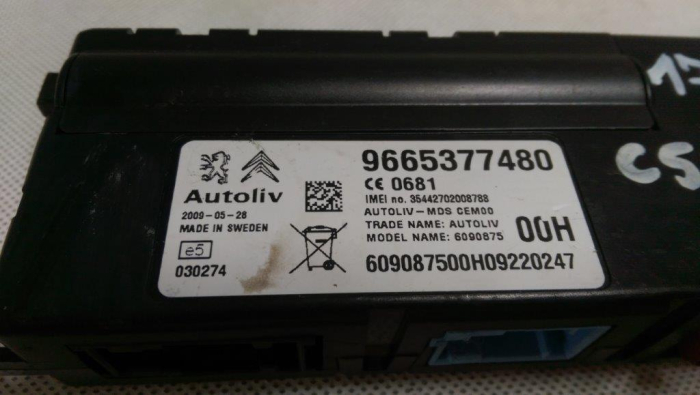 9665377480
CE 0681
Autoliv
IMEI no. 35442702008788
2009-05-28
AUTOLIV-MDS CEM00
MADE IN SWEDEN
TRADE NAME: AUTOLIV
00H
MODEL NAME: 6090875
e5
030274
609087500H09220247
C5